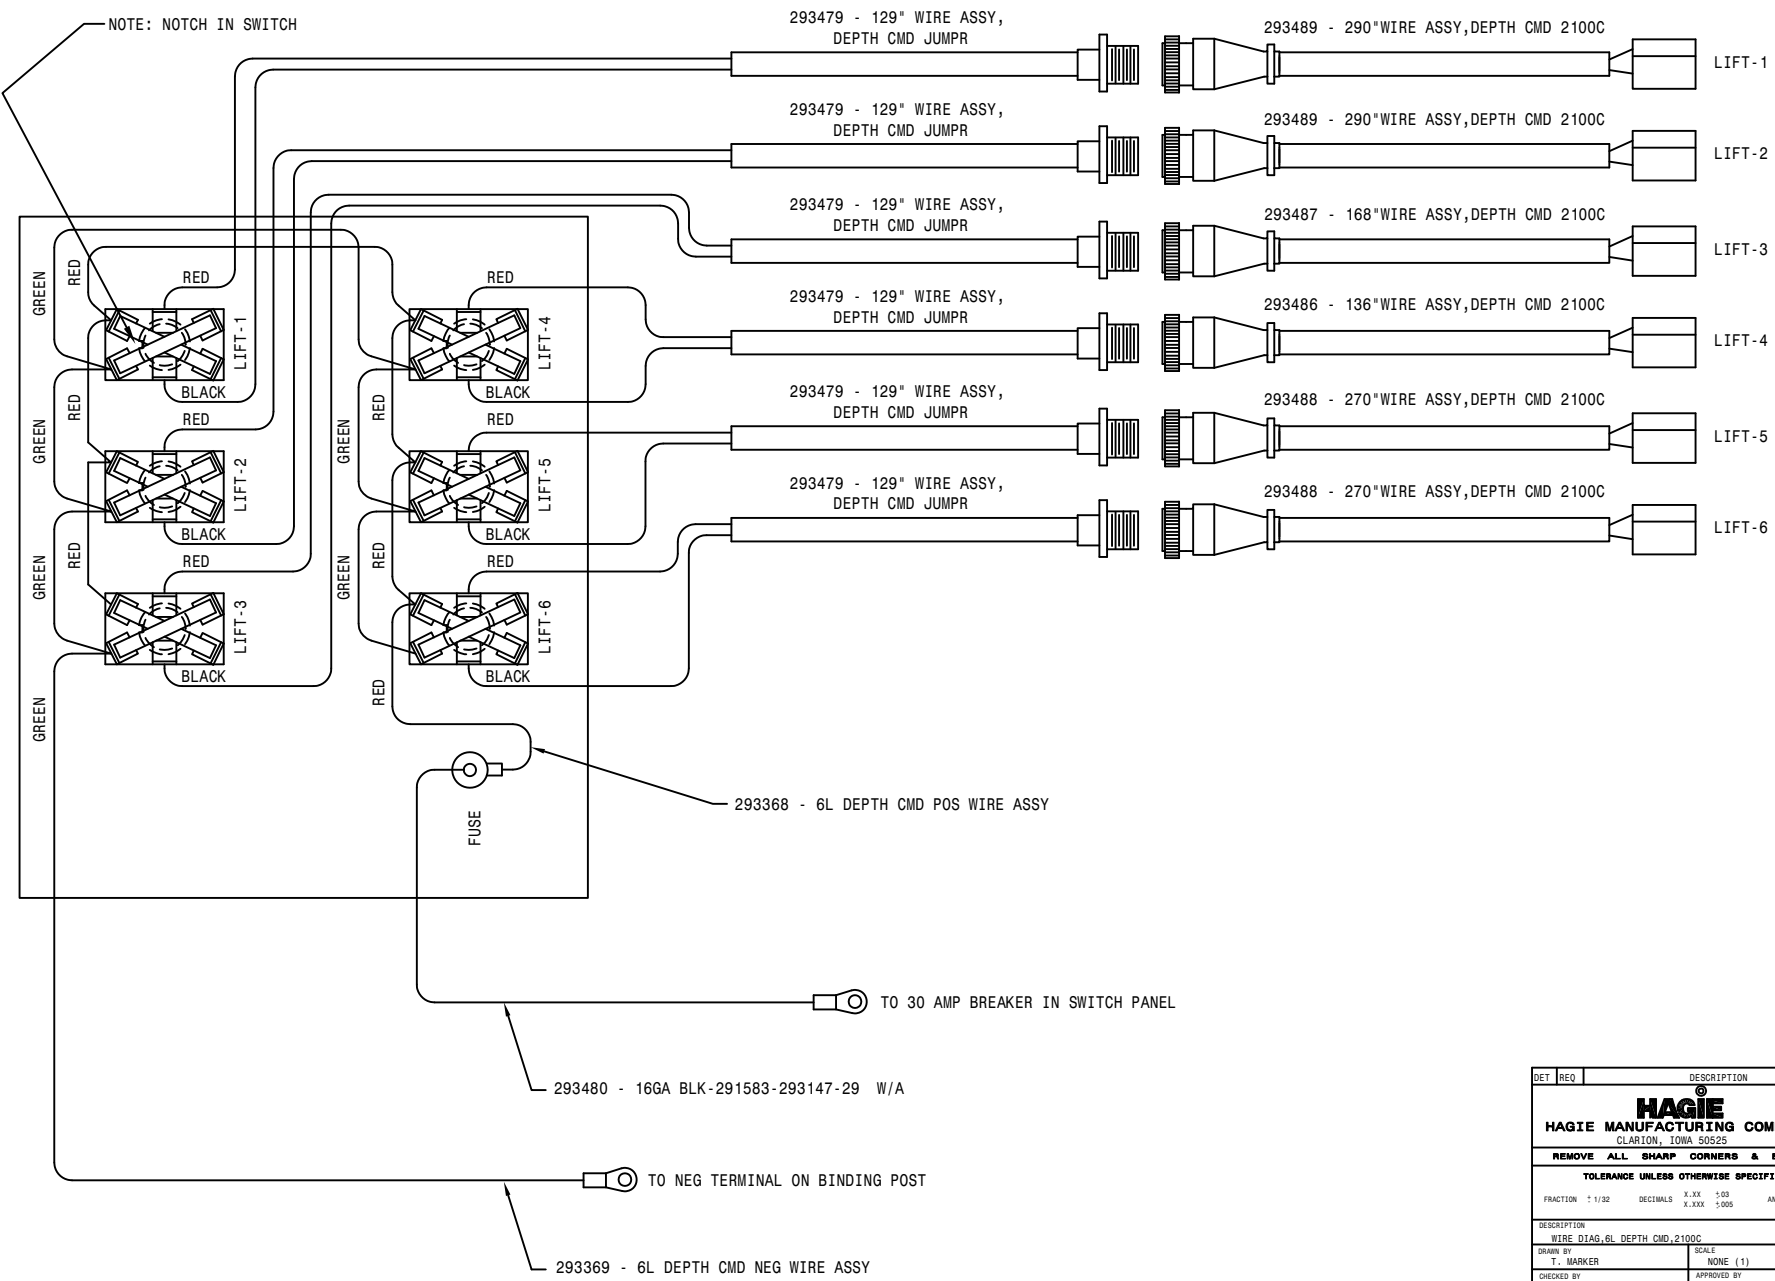 NOTE: NOTCH IN SWITCH
293479 - 129" WIRE ASSY,
DEPTH CMD JUMPR
293489 - 290"WIRE ASSY,DEPTH CMD 2100C
LIFT-1
293479 - 129" WIRE ASSY,
DEPTH CMD JUMPR
293489 - 290"WIRE ASSY,DEPTH CMD 2100C
LIFT-2
293479 - 129" WIRE ASSY,
DEPTH CMD JUMPR
293487 - 168"WIRE ASSY,DEPTH CMD 2100C
LIFT-3
293479 - 129" WIRE ASSY,
DEPTH CMD JUMPR
293486 - 136"WIRE ASSY,DEPTH CMD 2100C
LIFT-4
293479 - 129" WIRE ASSY,
DEPTH CMD JUMPR
293488 - 270"WIRE ASSY,DEPTH CMD 2100C
LIFT-5
293479 - 129" WIRE ASSY,
DEPTH CMD JUMPR
293488 - 270"WIRE ASSY,DEPTH CMD 2100C
LIFT-6
GREEN
RED
RED
LIFT-1
BLACK
RED
LIFT-4
BLACK
GREEN
RED
RED
LIFT-2
BLACK
GREEN
RED
RED
LIFT-5
BLACK
GREEN
RED
RED
LIFT-3
BLACK
GREEN
RED
RED
LIFT-6
BLACK
GREEN
RED
FUSE
293368 - 6L DEPTH CMD POS WIRE ASSY
TO 30 AMP BREAKER IN SWITCH PANEL
293480 - 16GA BLK-291583-293147-29 W/A
TO NEG TERMINAL ON BINDING POST
293369 - 6L DEPTH CMD NEG WIRE ASSY
DET REQ DESCRIPTION
HAGIE
HAGIE MANUFACTURING COM
CLARION, IOWA 50525
REMOVE ALL SHARP CORNERS &
TOLERANCE UNLESS OTHERWISE SPECIFI
FRACTION ± 1/32 DECIMALS X.XX ±.03
X.XXX ±.005
AN
DESCRIPTION
WIRE DIAG,6L DEPTH CMD,2100C
DRAWN BY
T. MARKER
SCALE
NONE (1)
CHECKED BY
APPROVED BY